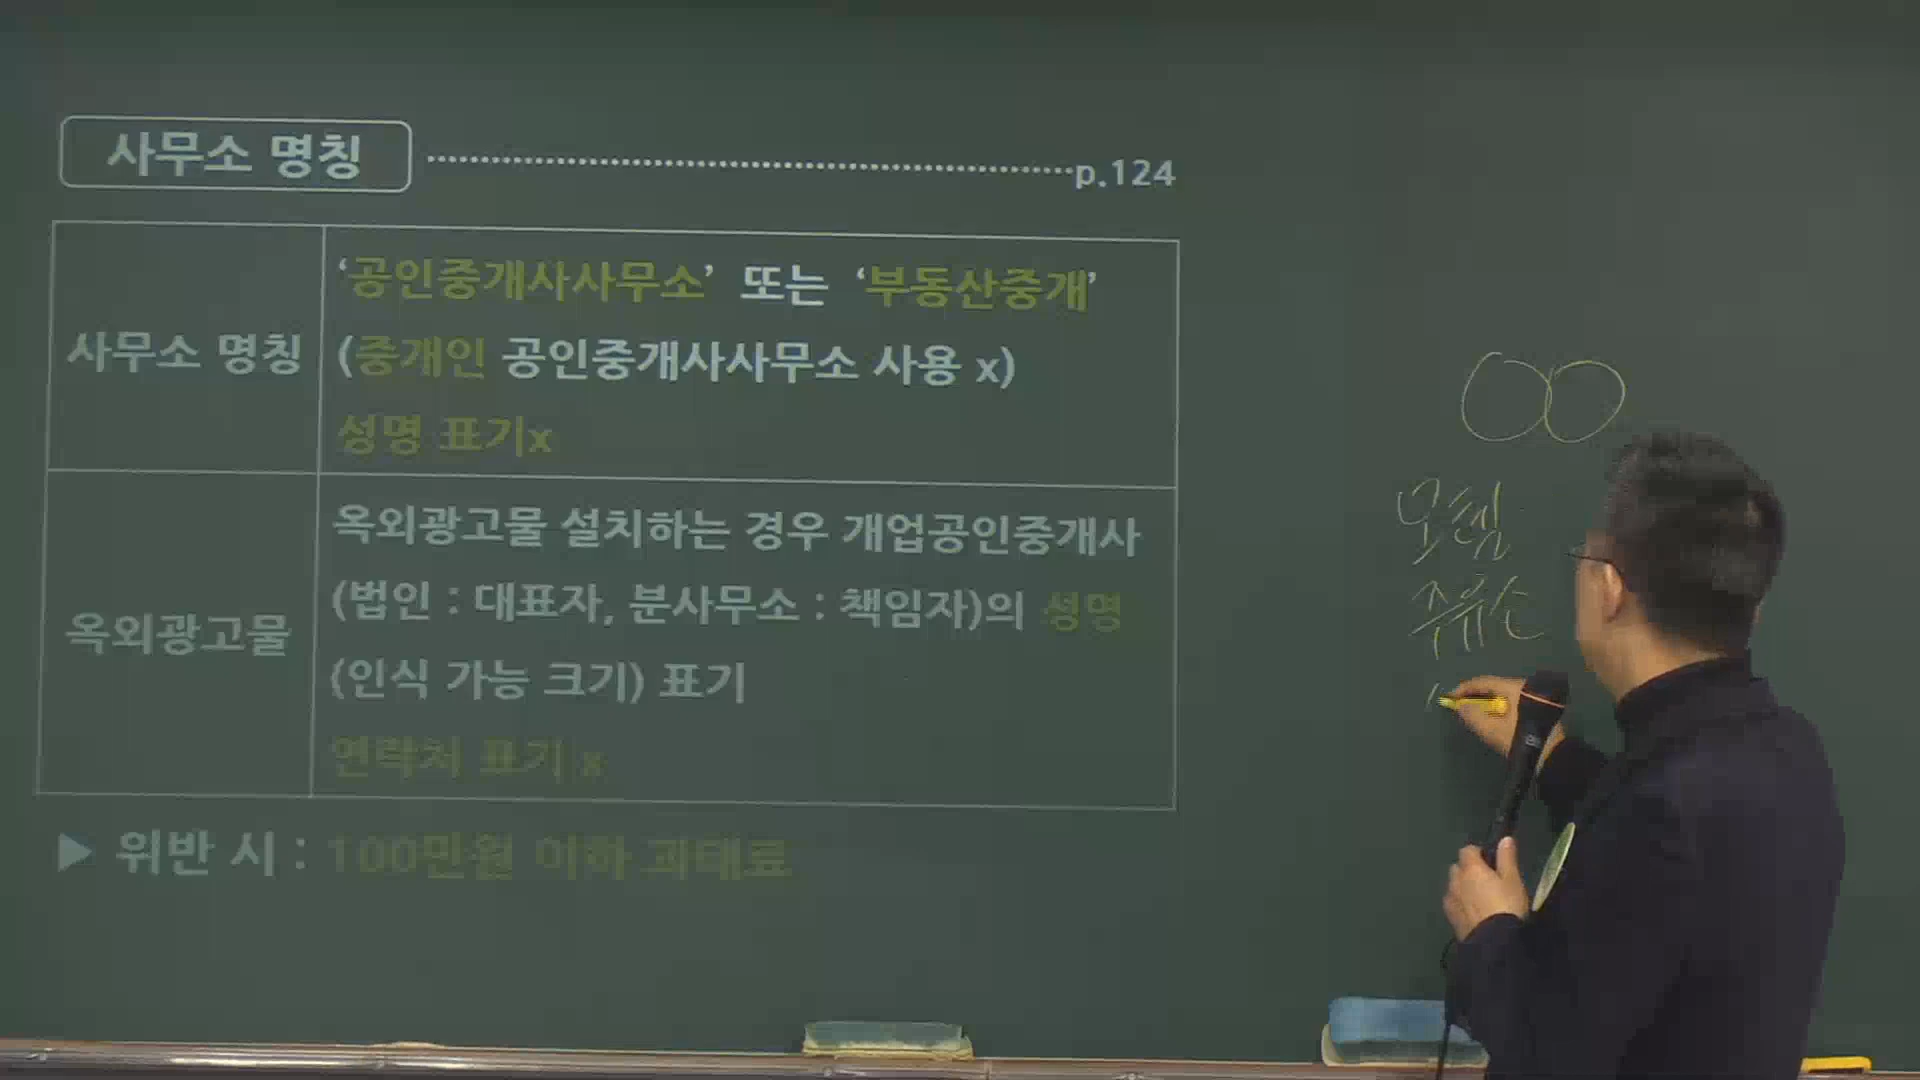 사무소 명칭 p.124
사무소 명칭
‘공인중개사사무소’ 또는 ‘부동산중개’
(중개인 공인중개사사무소 사용 x)
성명 표기x
옥외광고물
옥외광고물 설치하는 경우 개업공인중개사
(법인 : 대표자, 분사무소 : 책임자)의 성명
(인식 가능 크기) 표기
연락처 표기 x
▶ 위반 시 : 100만원 이하 과태료
모텔
주유소